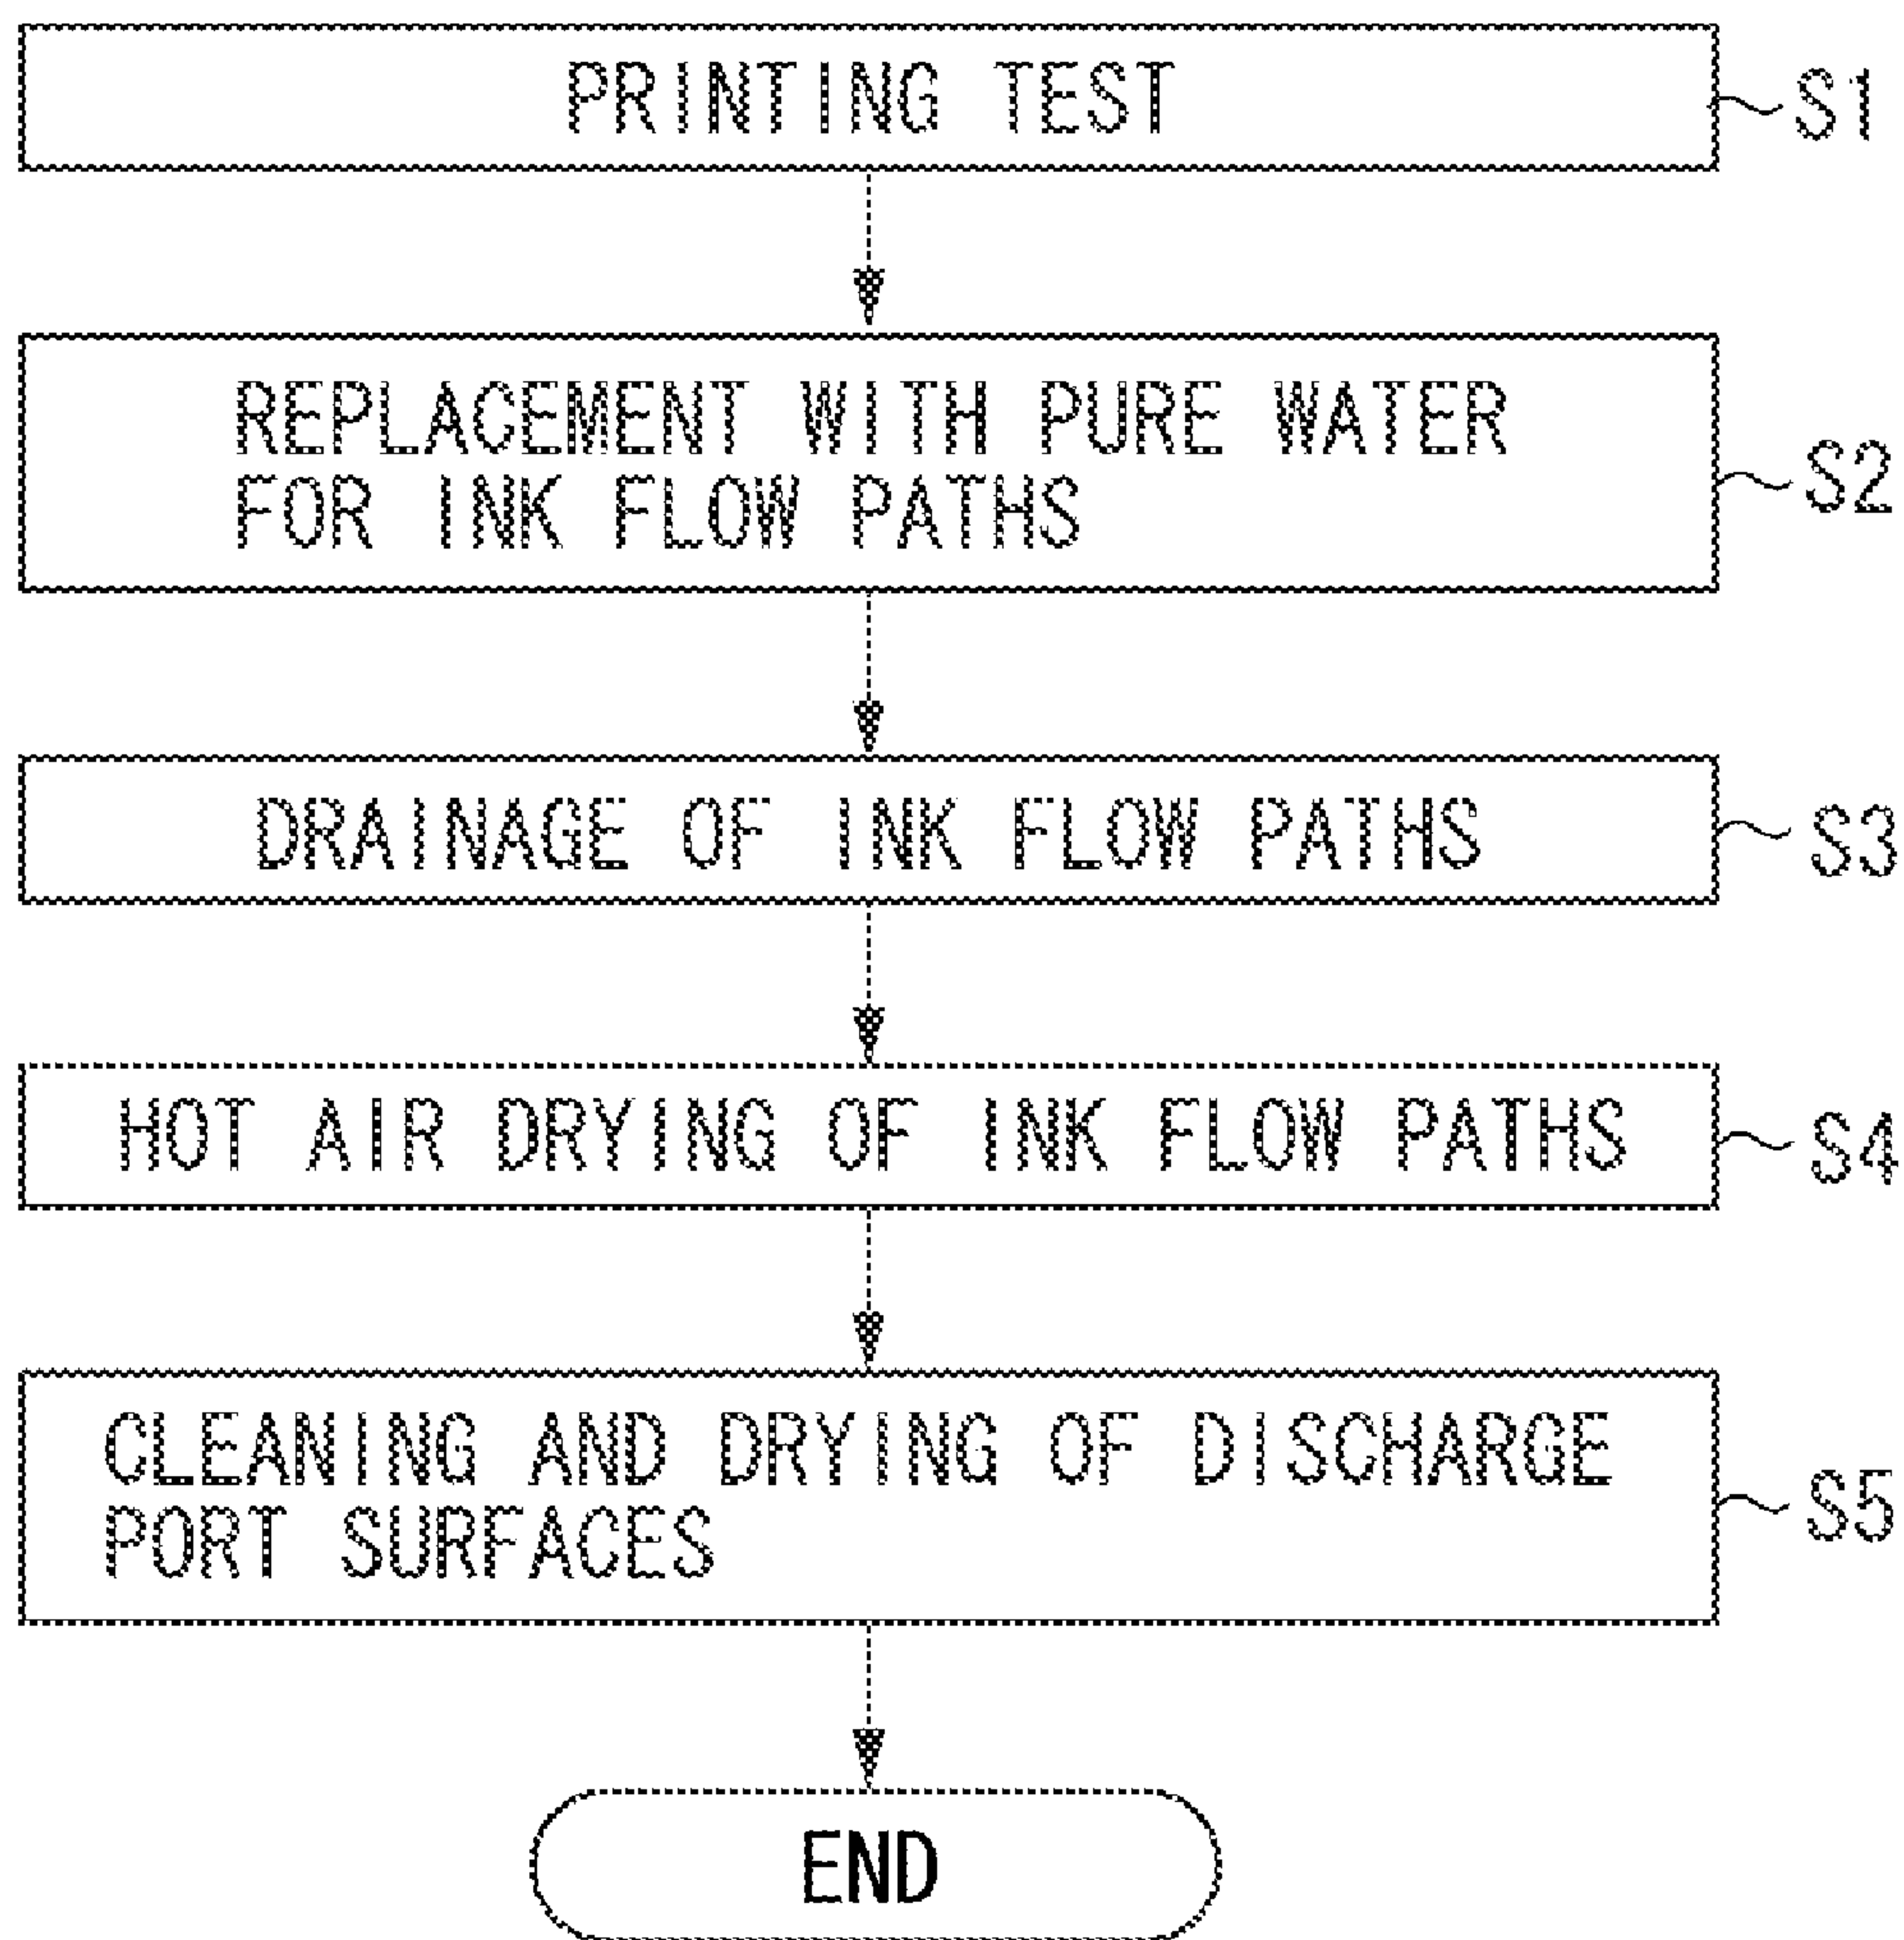 PRINTING TEST
S1
REPLACEMENT WITH PURE WATER
FOR INK FLOW PATHS
S2
DRAINAGE OF INK FLOW PATHS
S3
HOT AIR DRYING OF INK FLOW PATHS
S4
CLEANING AND DRYING OF DISCHARGE
PORT SURFACES
S5
END